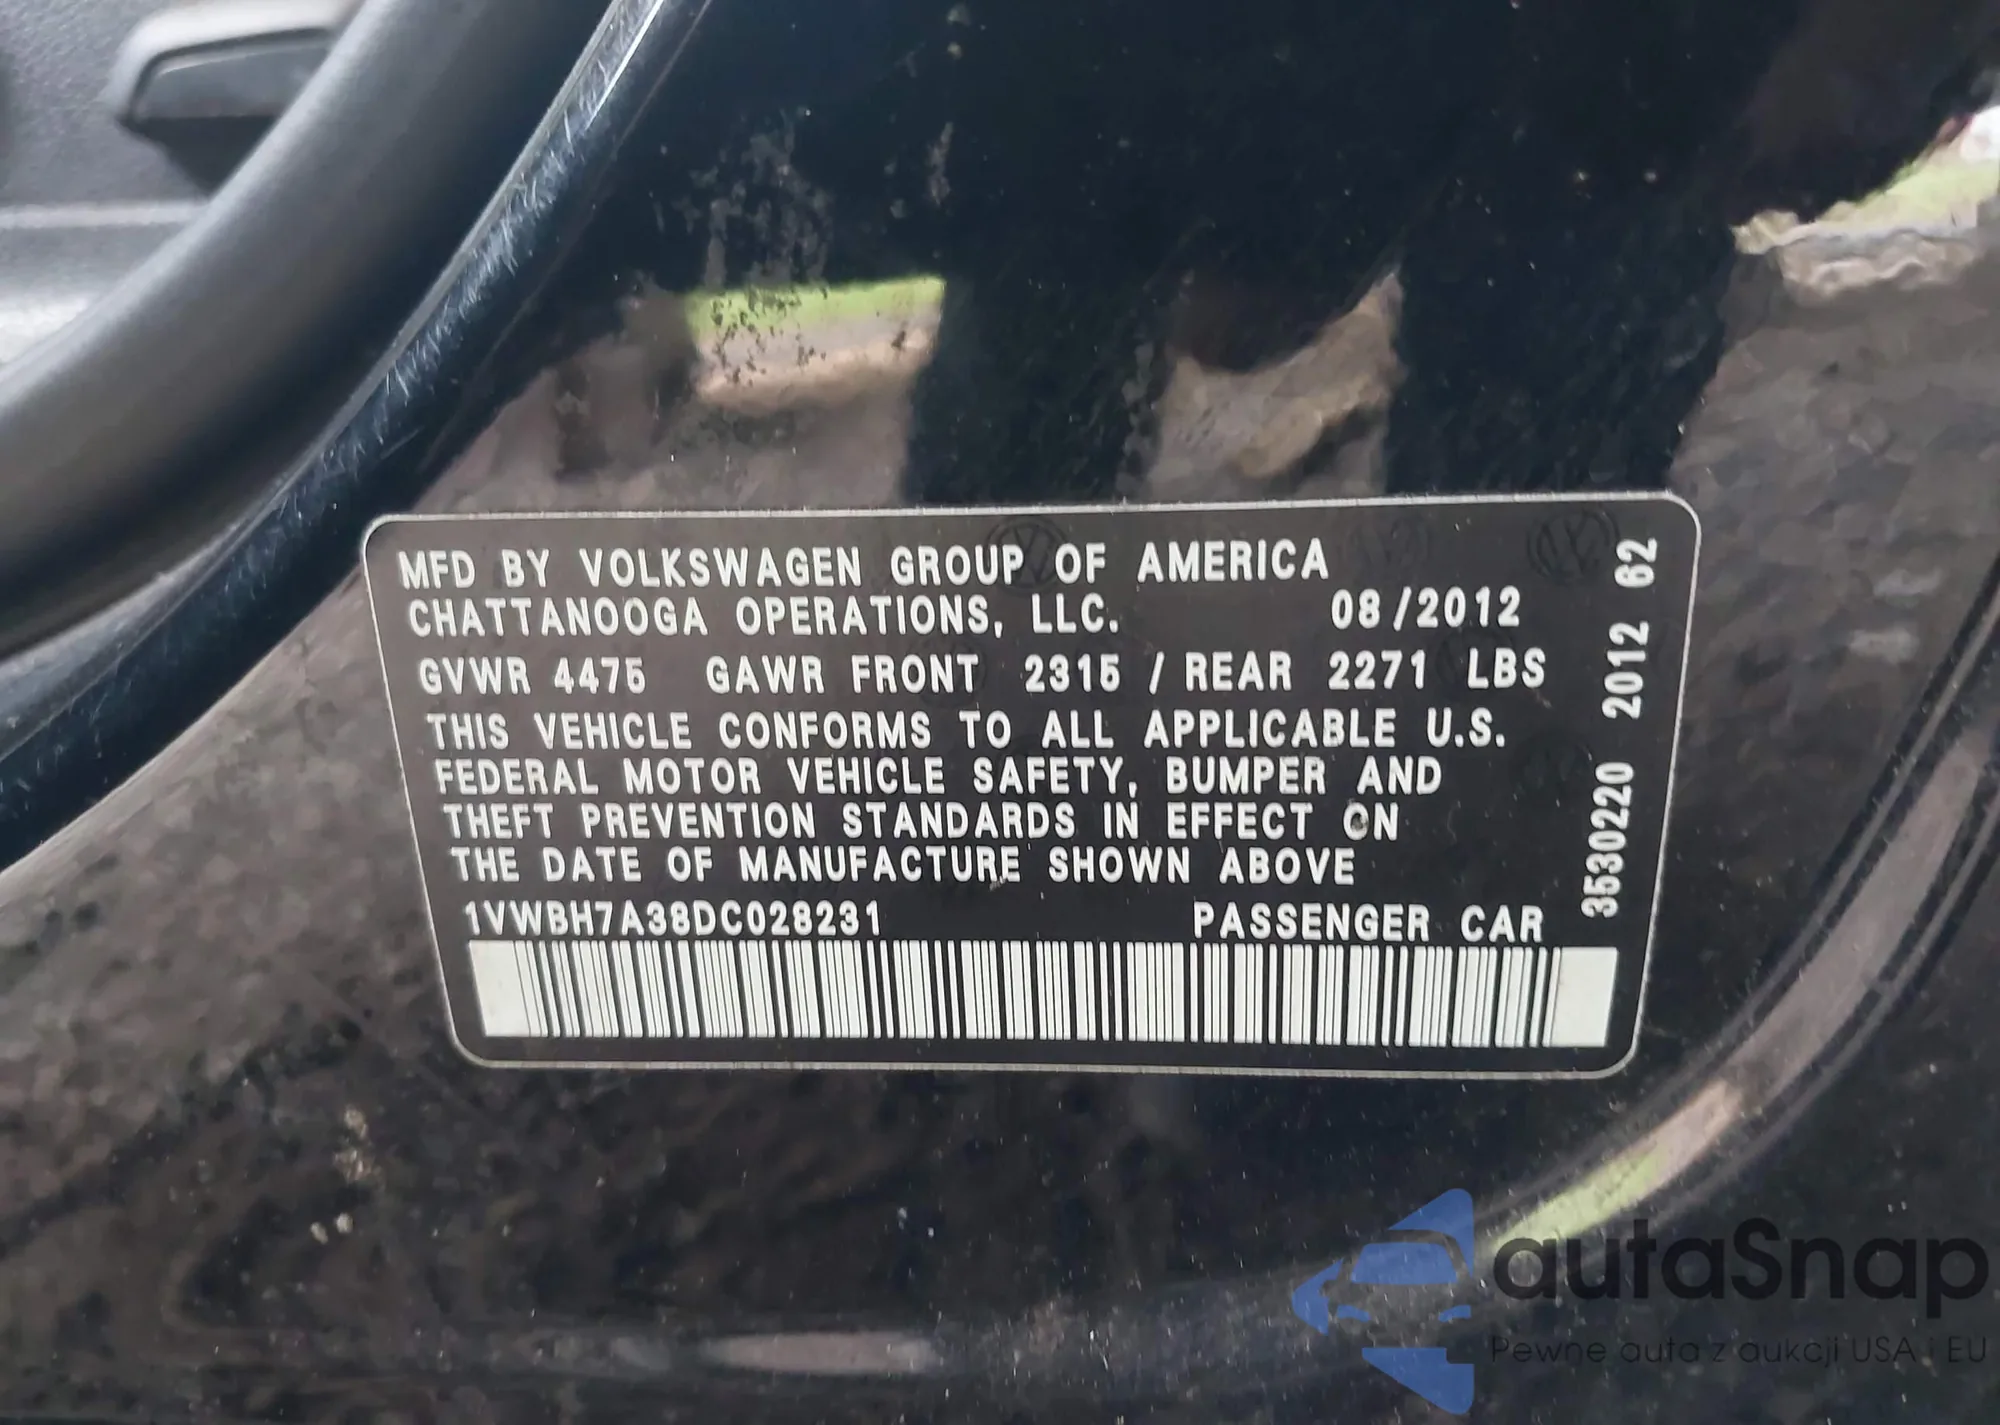 MFD BY VOLKSWAGEN GROUP OF AMERICA
CHATTANOOGA OPERATIONS, LLC. 08/2012
GVWR 4475 GAWR FRONT 2315 / REAR 2271 LBS
THIS VEHICLE CONFORMS TO ALL APPLICABLE U.S.
FEDERAL MOTOR VEHICLE SAFETY, BUMPER AND
THEFT PREVENTION STANDARDS IN EFFECT ON
THE DATE OF MANUFACTURE SHOWN ABOVE
1VWBH7A38DC028231 PASSENGER CAR
3530220 2012 62
autaSnap
Pewne auta z aukcji USA i EU